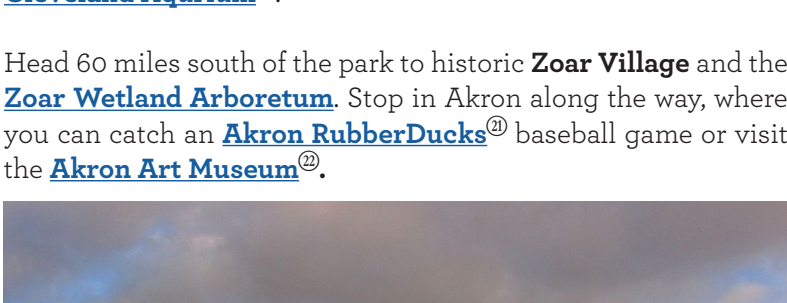 Head 60 miles south of the park to historic Zoar Village and the
Zoar Wetland Arboretum. Stop in Akron along the way, where
you can catch an Akron RubberDucks㉑ baseball game or visit
the Akron Art Museum㉒.